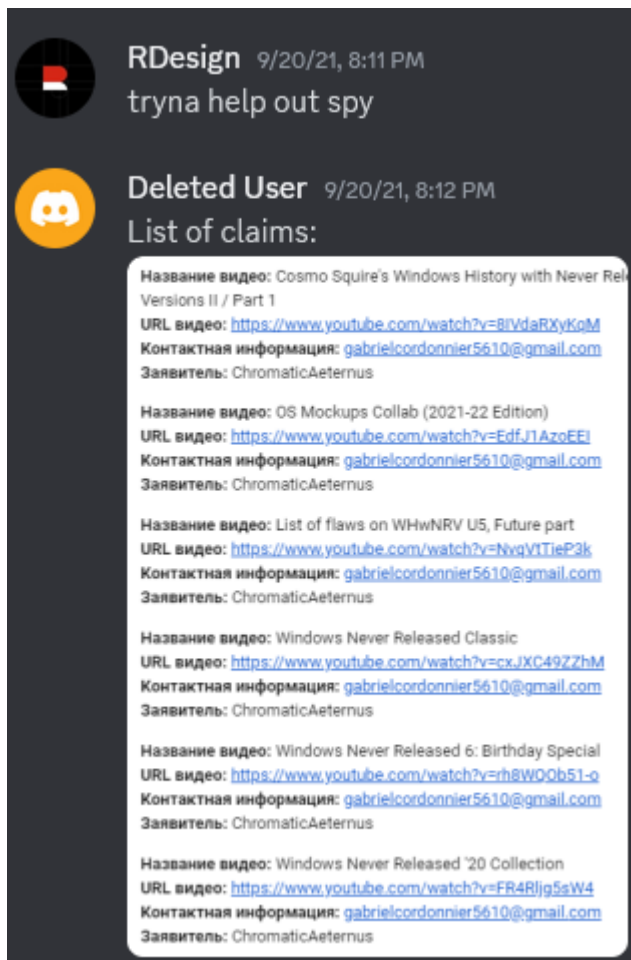 RDesign 9/20/21, 8:11 PM
tryna help out spy
Deleted User 9/20/21, 8:12 PM
List of claims:
Название видео: Cosmo Squire's Windows History with Never Rele
Versions II / Part 1
URL видео: https://www.youtube.com/watch?v=8IVdaRXyKqM
Контактная информация: gabrielcordonnier5610@gmail.com
Заявитель: ChromaticAeternus
Название видео: OS Mockups Collab (2021-22 Edition)
URL видео: https://www.youtube.com/watch?v=EdfJ1AzoEEI
Контактная информация: gabrielcordonnier5610@gmail.com
Заявитель: ChromaticAeternus
Название видео: List of flaws on WHwNRV U5, Future part
URL видео: https://www.youtube.com/watch?v=NvqVtTieP3k
Контактная информация: gabrielcordonnier5610@gmail.com
Заявитель: ChromaticAeternus
Название видео: Windows Never Released Classic
URL видео: https://www.youtube.com/watch?v=cxJXC49ZZhM
Контактная информация: gabrielcordonnier5610@gmail.com
Заявитель: ChromaticAeternus
Название видео: Windows Never Released 6: Birthday Special
URL видео: https://www.youtube.com/watch?v=rh8WOOb51-o
Контактная информация: gabrielcordonnier5610@gmail.com
Заявитель: ChromaticAeternus
Название видео: Windows Never Released '20 Collection
URL видео: https://www.youtube.com/watch?v=FR4Rljg5sW4
Контактная информация: gabrielcordonnier5610@gmail.com
Заявитель: ChromaticAeternus